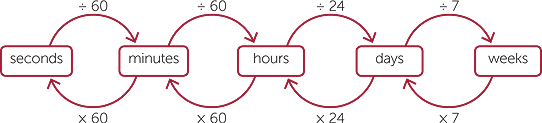 ÷ 60 ÷ 60 ÷ 24 ÷ 7
seconds minutes hours days weeks
x 60 x 60 x 24 x 7